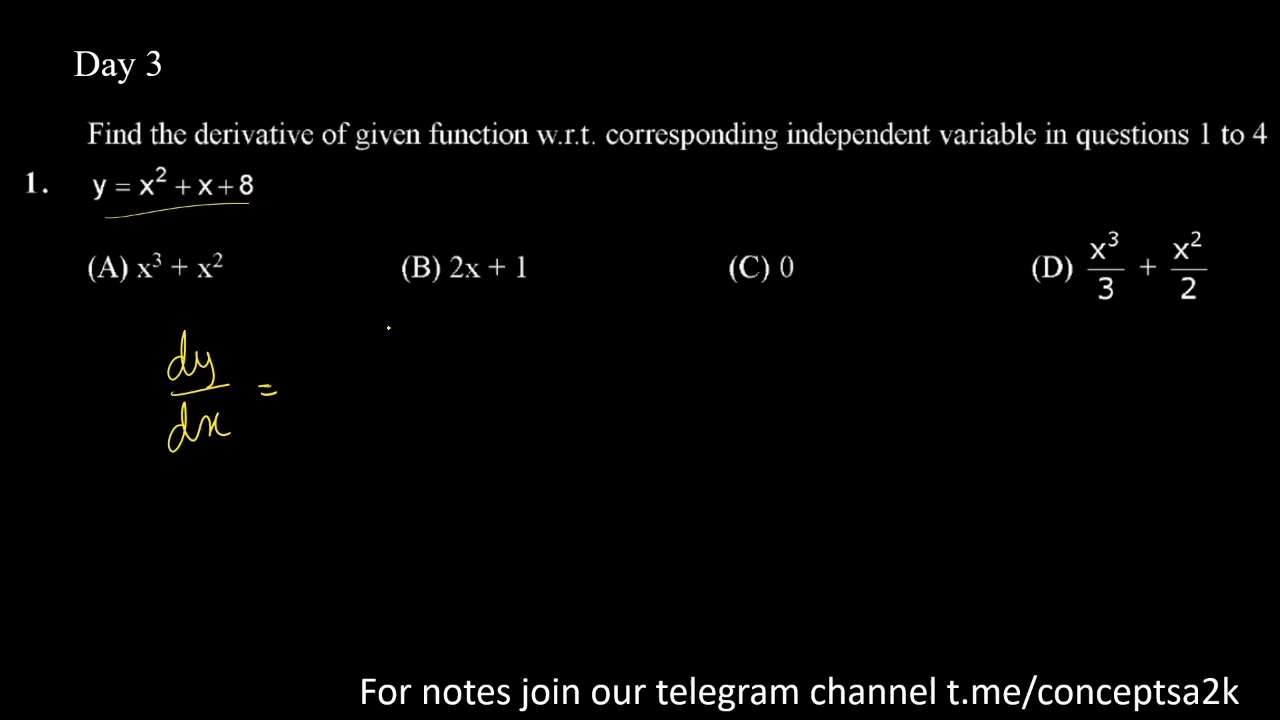 Day 3
Find the derivative of given function w.r.t. corresponding independent variable in questions 1 to 4
1. y = x² + x + 8
(A) x³ + x² (B) 2x + 1 (C) 0 (D) x³/3 + x²/2
dy/dx =
For notes join our telegram channel t.me/conceptsa2k